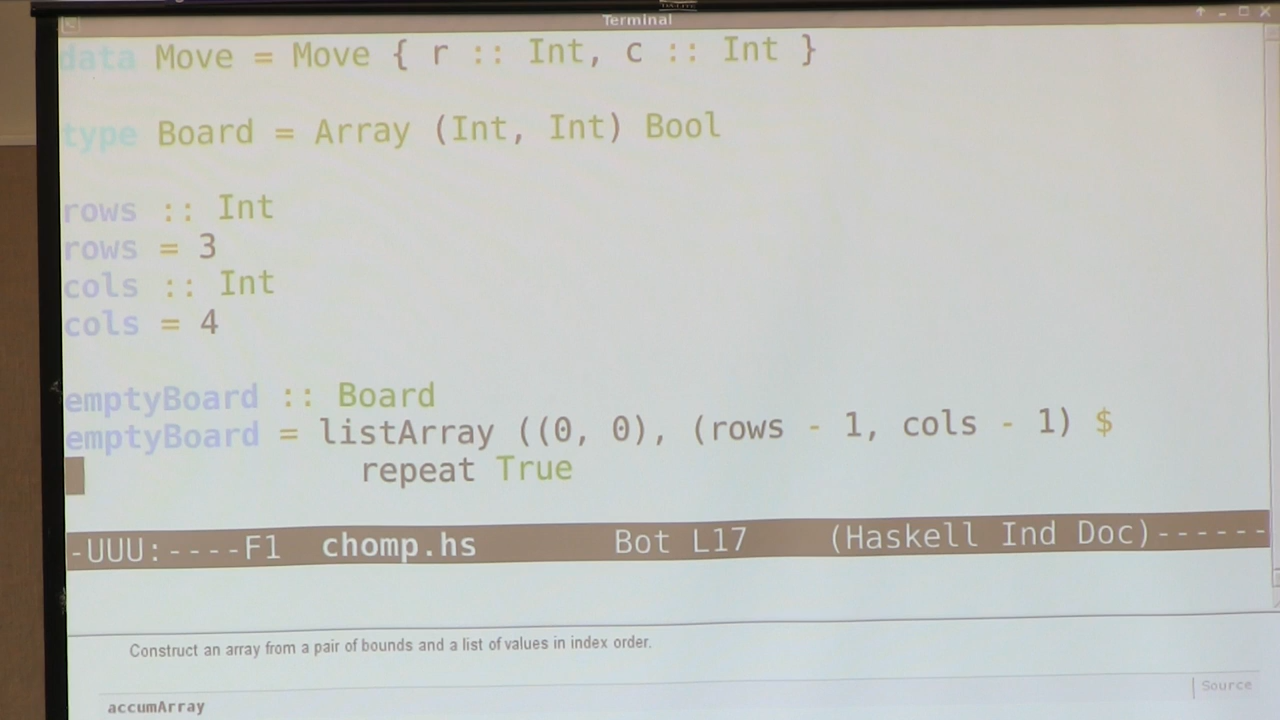 Terminal
data Move = Move { r :: Int, c :: Int }
type Board = Array (Int, Int) Bool
rows :: Int
rows = 3
cols :: Int
cols = 4
emptyBoard :: Board
emptyBoard = listArray ((0, 0), (rows - 1, cols - 1) $
repeat True
-UUU:----F1 chomp.hs Bot L17 (Haskell Ind Doc)------
Construct an array from a pair of bounds and a list of values in index order.
Source
accumArray